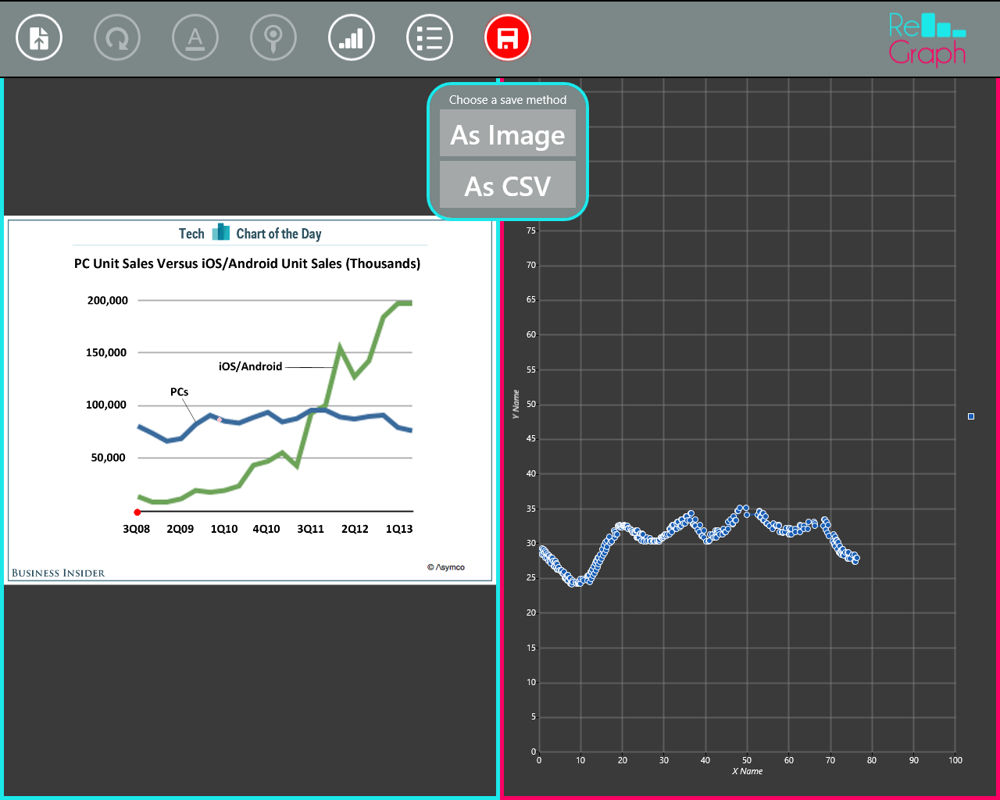 A
Re
Graph
Choose a save method
As Image
As CSV
Tech Chart of the Day
PC Unit Sales Versus iOS/Android Unit Sales (Thousands)
200,000
150,000
iOS/Android
PCs
100,000
50,000
3Q08 2Q09 1Q10 4Q10 3Q11 2Q12 1Q13
BUSINESS INSIDER
© Asymco
75
70
65
60
55
50
45
40
35
30
25
20
15
10
5
0
Y Name
0 10 20 30 40 50 60 70 80 90 100
X Name